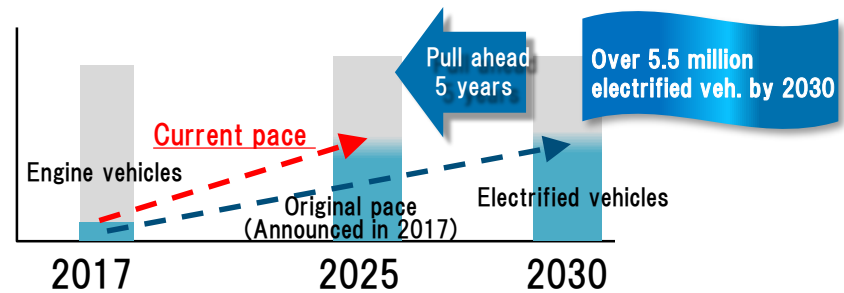 Pull ahead
5 years
Over 5.5 million
electrified veh. by 2030
Current pace
Engine vehicles
Original pace
(Announced in 2017)
Electrified vehicles
2017
2025
2030